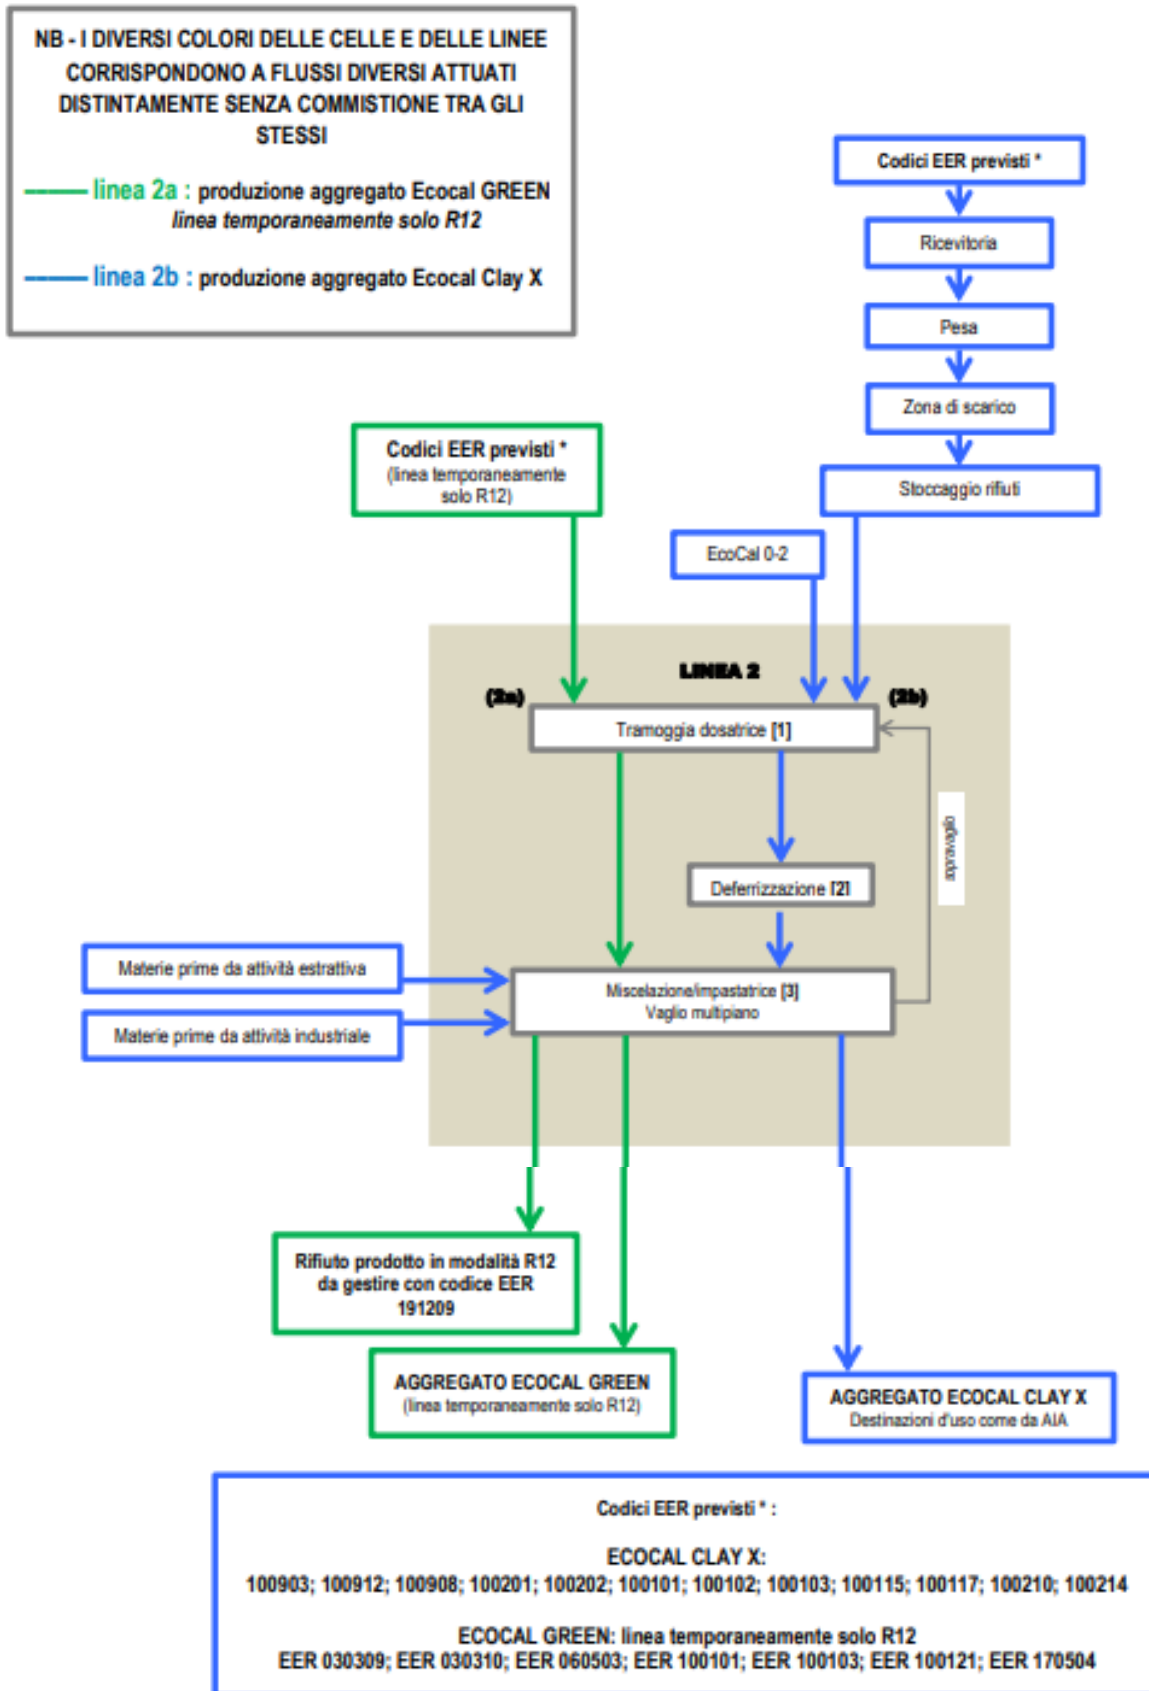 NB - I DIVERSI COLORI DELLE CELLE E DELLE LINEE
CORRISPONDONO A FLUSSI DIVERSI ATTUATI
DISTINTAMENTE SENZA COMMISTIONE TRA GLI
STESSI
linea 2a : produzione aggregato Ecocal GREEN
linea temporaneamente solo R12
linea 2b : produzione aggregato Ecocal Clay X
Codici EER previsti *
Ricevitoria
Pesa
Zona di scarico
Stoccaggio rifiuti
Codici EER previsti *
(linea temporaneamente
solo R12)
EcoCal 0-2
LINEA 2
(2a)
(2b)
Tramoggia dosatrice [1]
sopravaglio
Deferrizzazione [2]
Materie prime da attività estrattiva
Materie prime da attività industriale
Miscelazione/impastatrice [3]
Vaglio multipiano
Rifiuto prodotto in modalità R12
da gestire con codice EER
191209
AGGREGATO ECOCAL GREEN
(linea temporaneamente solo R12)
AGGREGATO ECOCAL CLAY X
Destinazioni d'uso come da AIA
Codici EER previsti * :
ECOCAL CLAY X:
100903; 100912; 100908; 100201; 100202; 100101; 100102; 100103; 100115; 100117; 100210; 100214
ECOCAL GREEN: linea temporaneamente solo R12
EER 030309; EER 030310; EER 060503; EER 100101; EER 100103; EER 100121; EER 170504